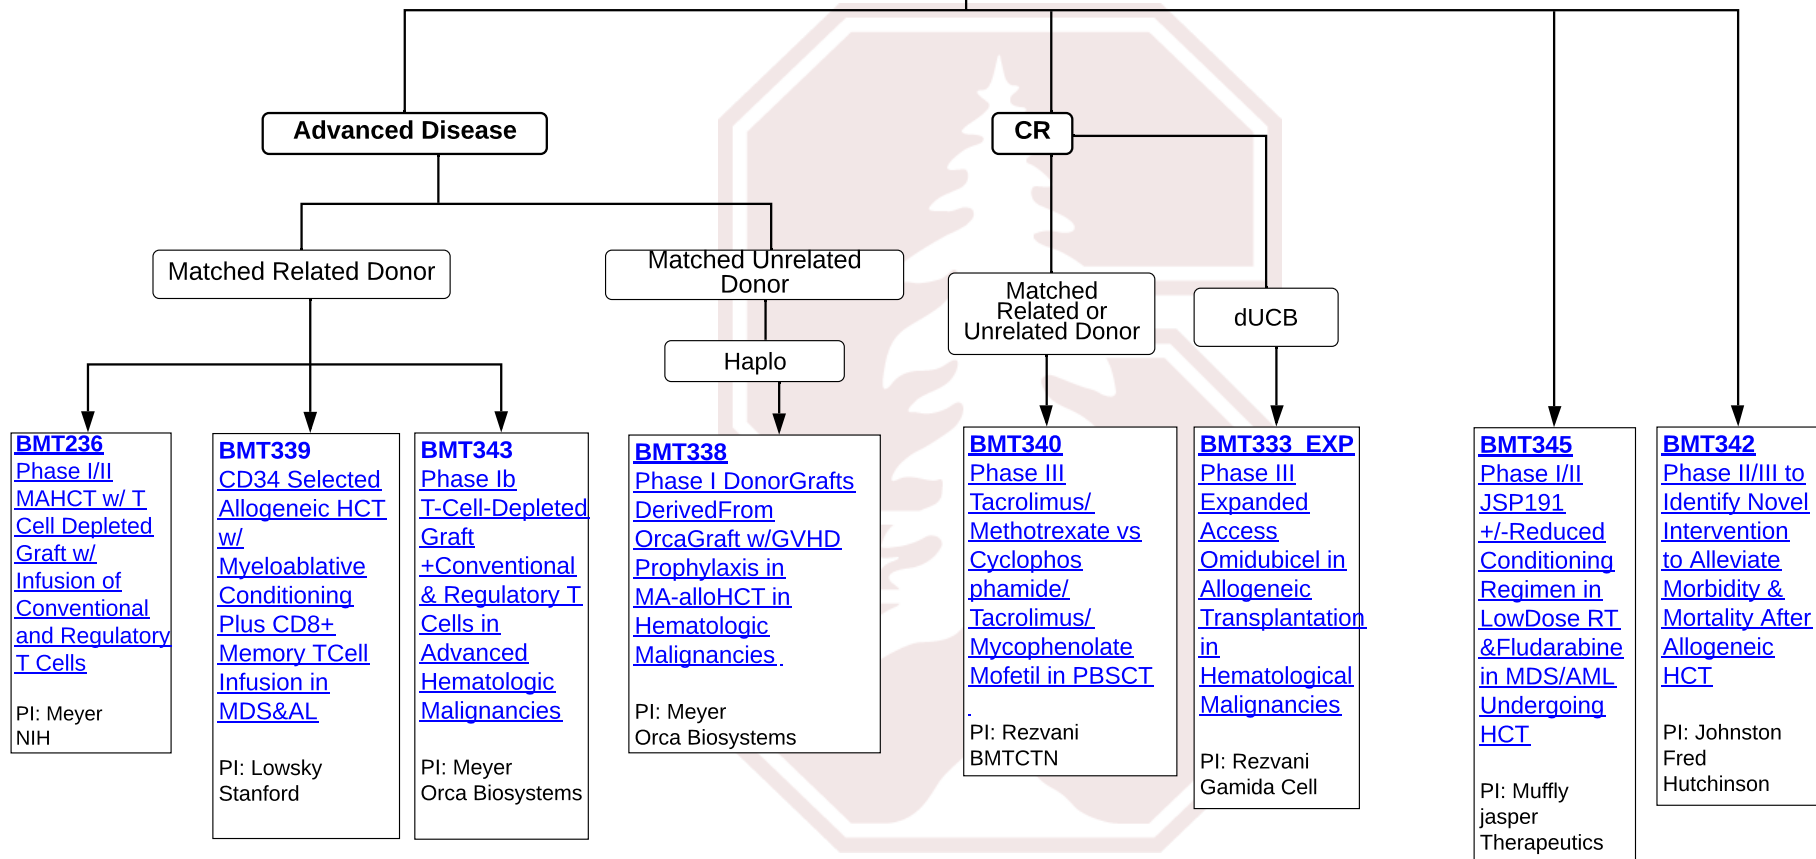 Advanced Disease
CR
Matched Related Donor
Matched Unrelated
Donor
Haplo
Matched
Related or
Unrelated Donor
dUCB
BMT236
Phase I/II
MAHCT w/ T
Cell Depleted
Graft w/
Infusion of
Conventional
and Regulatory
T Cells
PI: Meyer
NIH
BMT339
CD34 Selected
Allogeneic HCT
w/
Myeloablative
Conditioning
Plus CD8+
Memory TCell
Infusion in
MDS&AL
PI: Lowsky
Stanford
BMT343
Phase Ib
T-Cell-Depleted
Graft
+Conventional
& Regulatory T
Cells in
Advanced
Hematologic
Malignancies
PI: Meyer
Orca Biosystems
BMT338
Phase I DonorGrafts
DerivedFrom
OrcaGraft w/GVHD
Prophylaxis in
MA-alloHCT in
Hematologic
Malignancies
PI: Meyer
Orca Biosystems
BMT340
Phase III
Tacrolimus/
Methotrexate vs
Cyclophos
phamide/
Tacrolimus/
Mycophenolate
Mofetil in PBSCT
PI: Rezvani
BMTCTN
BMT333_EXP
Phase III
Expanded
Access
Omidubicel in
Allogeneic
Transplantation
in
Hematological
Malignancies
PI: Rezvani
Gamida Cell
BMT345
Phase I/II
JSP191
+/-Reduced
Conditioning
Regimen in
LowDose RT
&Fludarabine
in MDS/AML
Undergoing
HCT
PI: Muffly
jasper
Therapeutics
BMT342
Phase II/III to
Identify Novel
Intervention
to Alleviate
Morbidity &
Mortality After
Allogeneic
HCT
PI: Johnston
Fred
Hutchinson